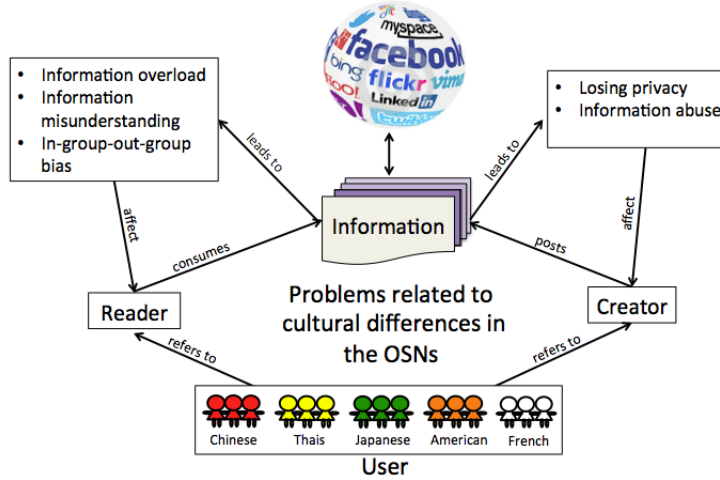 myspace
facebook
bing
flickr
vime
Linkedin
twitter
• Information overload
• Information
misunderstanding
• In-group-out-group
bias
• Losing privacy
• Information abuse
leads to
leads to
affect
affect
Information
consumes
posts
Reader
Creator
Problems related to
cultural differences in
the OSNs
refers to
refers to
Chinese
Thais
Japanese
American
French
User